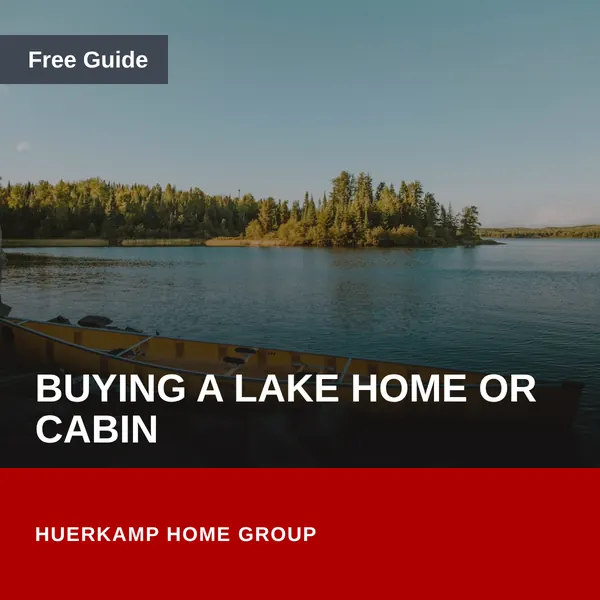 Free Guide
BUYING A LAKE HOME OR
CABIN
HUERKAMP HOME GROUP